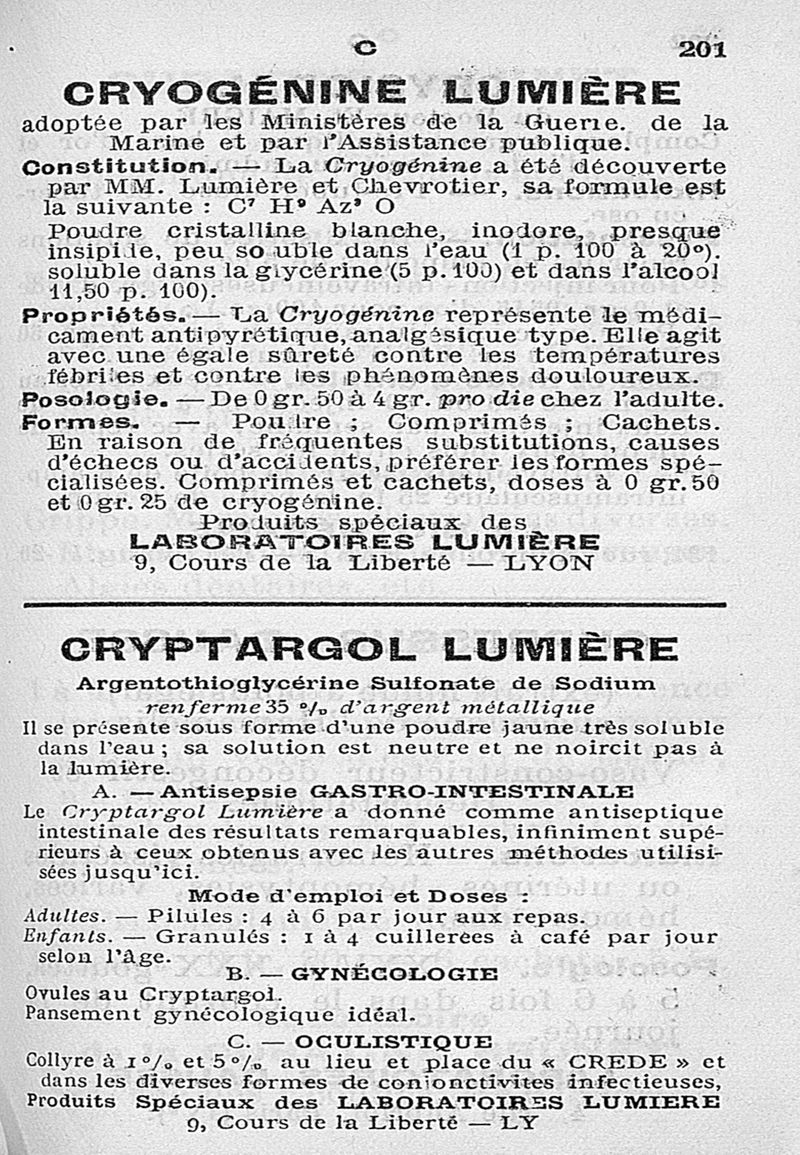 C 201
CRYOGÉNINE LUMIÈRE
adoptée par les Ministères de la Guerre. de la
Marine et par l'Assistance publique.
Constitution. — La Cryogénine a été découverte
par MM. Lumière et Chevrotier, sa formule est
la suivante : C⁷ H⁹ Az³ O
Poudre cristalline blanche, inodore, presque
insipide, peu soluble dans l'eau (1 p. 100 à 20°).
soluble dans la glycérine (5 p. 100) et dans l'alcool
11,50 p. 100).
Propriétés. — La Cryogénine représente le médi-
cament antipyrétique, analgésique type. Elle agit
avec une égale sûreté contre les températures
fébriles et contre les phénomènes douloureux.
Posologie. — De 0 gr. 50 à 4 gr. pro die chez l'adulte.
Formes. — Poudre ; Comprimés ; Cachets.
En raison de fréquentes substitutions, causes
d'échecs ou d'accidents, préférer les formes spé-
cialisées. Comprimés et cachets, doses à 0 gr. 50
et 0 gr. 25 de cryogénine.
Produits spéciaux des
LABORATOIRES LUMIÈRE
9, Cours de la Liberté — LYON
CRYPTARGOL LUMIÈRE
Argentothioglycérine Sulfonate de Sodium
renferme 35 % d'argent métallique
Il se présente sous forme d'une poudre jaune très soluble
dans l'eau ; sa solution est neutre et ne noircit pas à
la lumière.
A. — Antisepsie GASTRO-INTESTINALE
Le Cryptargol Lumière a donné comme antiseptique
intestinale des résultats remarquables, infiniment supé-
rieurs à ceux obtenus avec les autres méthodes utilisi-
sées jusqu'ici.
Mode d'emploi et Doses :
Adultes. — Pilules : 4 à 6 par jour aux repas.
Enfants. — Granulés : 1 à 4 cuillerées à café par jour
selon l'âge.
B. — GYNÉCOLOGIE
Ovules au Cryptargol.
Pansement gynécologique idéal.
C. — OCULISTIQUE
Collyre à 1 % et 5 % au lieu et place du « CREDE » et
dans les diverses formes de conjonctivites infectieuses,
Produits Spéciaux des LABORATOIRES LUMIERE
9, Cours de la Liberté — LY